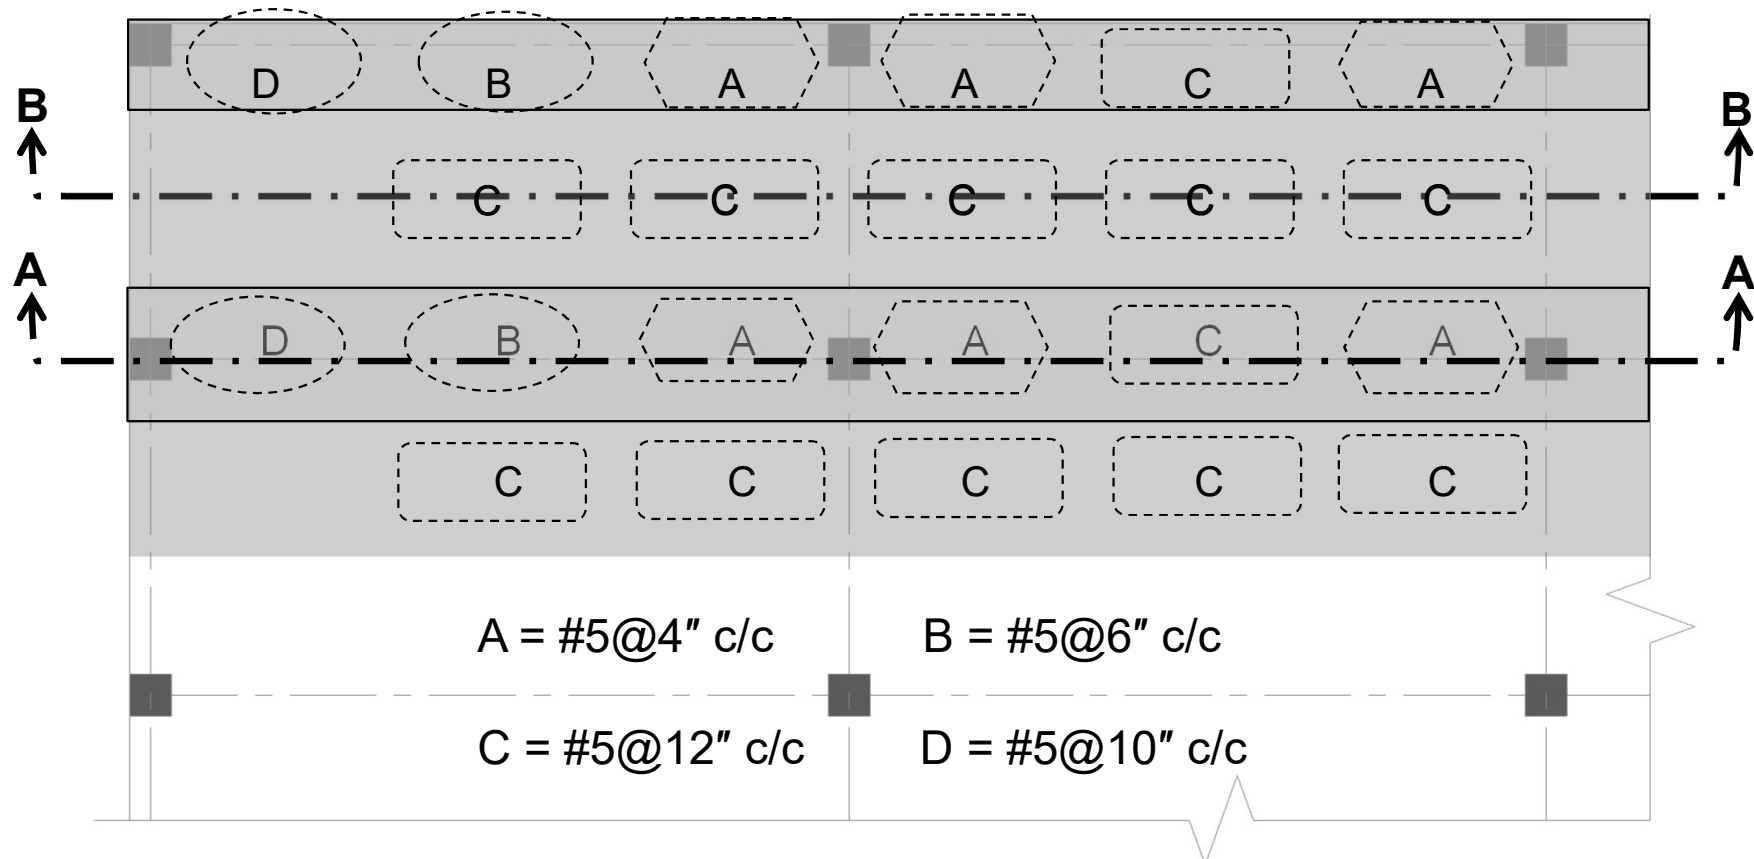 D B A A C A
B B
C C C C C
A A
D B A A C A
C C C C C
A = #5@4″ c/c B = #5@6″ c/c
C = #5@12″ c/c D = #5@10″ c/c